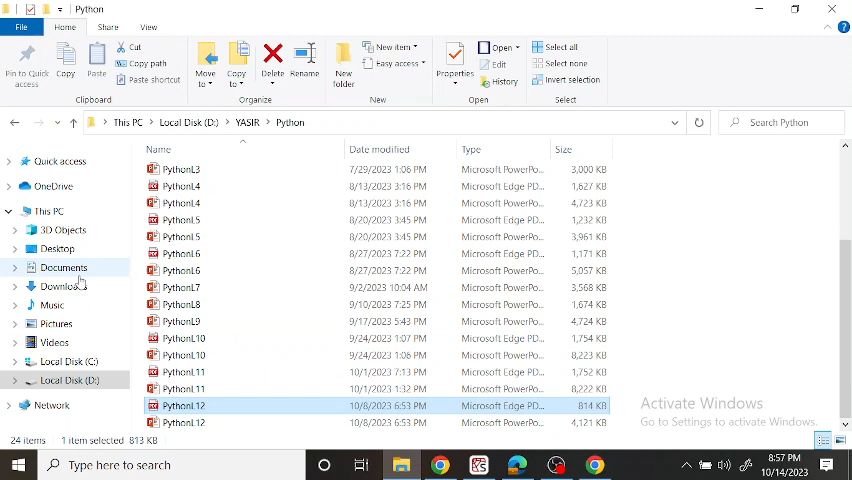 Python
File Home Share View
Pin to Quick access
Copy
Paste
Cut
Copy path
Paste shortcut
Clipboard
Move to
Copy to
Delete
Rename
Organize
New folder
New item
Easy access
New
Properties
Open
Edit
History
Open
Select all
Select none
Invert selection
Select
This PC Local Disk (D:) YASIR Python
Search Python
Name Date modified Type Size
Quick access
OneDrive
This PC
3D Objects
Desktop
Documents
Music
Pictures
Videos
Local Disk (C:)
Local Disk (D:)
Network
PythonL3 7/29/2023 1:06 PM Microsoft PowerPo... 3,000 KB
PythonL4 8/13/2023 3:16 PM Microsoft Edge PD... 1,627 KB
PythonL4 8/13/2023 3:16 PM Microsoft PowerPo... 4,723 KB
PythonL5 8/20/2023 3:45 PM Microsoft Edge PD... 1,232 KB
PythonL5 8/20/2023 3:45 PM Microsoft PowerPo... 3,961 KB
PythonL6 8/27/2023 7:22 PM Microsoft Edge PD... 1,171 KB
PythonL6 8/27/2023 7:22 PM Microsoft PowerPo... 5,057 KB
PythonL7 9/2/2023 10:04 AM Microsoft PowerPo... 3,568 KB
PythonL8 9/10/2023 7:25 PM Microsoft PowerPo... 1,674 KB
PythonL9 9/17/2023 5:43 PM Microsoft PowerPo... 4,724 KB
PythonL10 9/24/2023 1:07 PM Microsoft Edge PD... 1,754 KB
PythonL10 9/24/2023 1:06 PM Microsoft PowerPo... 8,223 KB
PythonL11 10/1/2023 7:13 PM Microsoft Edge PD... 1,752 KB
PythonL11 10/1/2023 1:32 PM Microsoft PowerPo... 8,222 KB
PythonL12 10/8/2023 6:53 PM Microsoft Edge PD... 814 KB
PythonL12 10/8/2023 6:53 PM Microsoft PowerPo... 4,121 KB
Activate Windows
Go to Settings to activate Windows.
24 items 1 item selected 813 KB
Type here to search
8:57 PM
10/14/2023